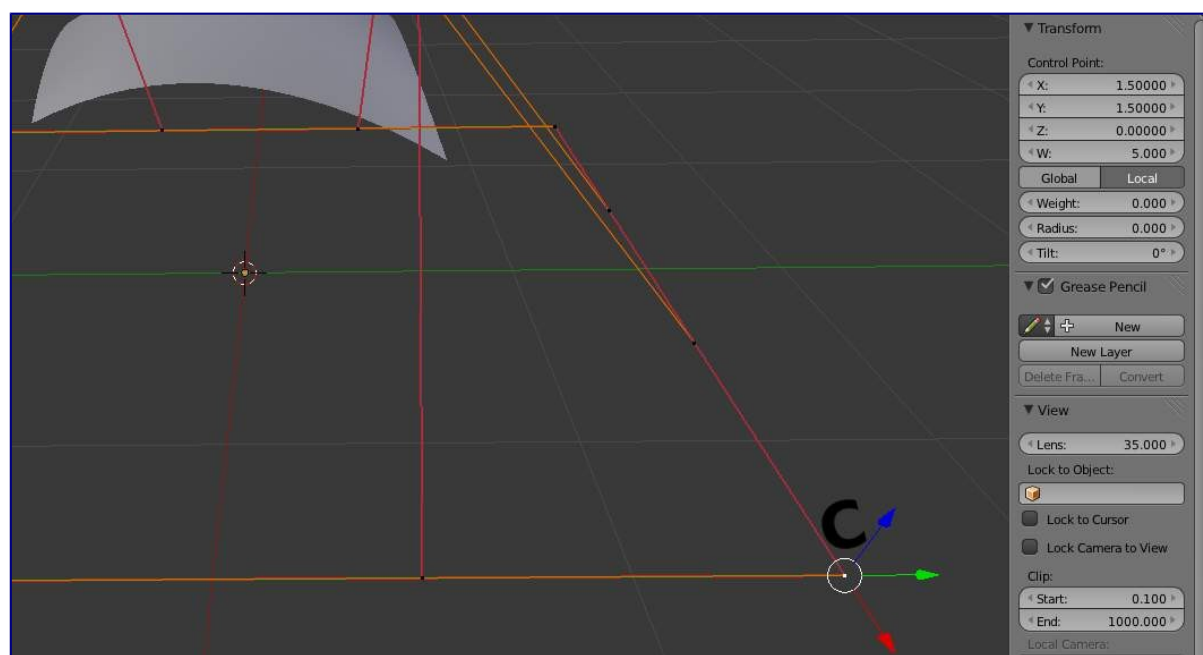 Transform
Control Point:
X: 1.50000
Y: 1.50000
Z: 0.00000
W: 5.000
Global Local
Weight: 0.000
Radius: 0.000
Tilt: 0°
Grease Pencil
New
New Layer
Delete Fra... Convert
View
Lens: 35.000
Lock to Object:
Lock to Cursor
Lock Camera to View
Clip:
Start: 0.100
End: 1000.000
Local Camera:
C